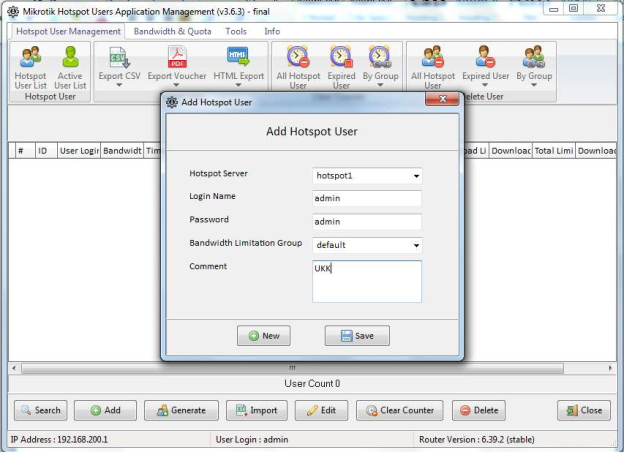 Mikrotik Hotspot Users Application Management (v3.6.3) - final
Hotspot User Management Bandwidth & Quota Tools Info
Hotspot User List Active User List Export CSV Export Voucher HTML Export All Hotspot User Expired User By Group All Hotspot User Expired User By Group
Hotspot User elete User
Add Hotspot User
Add Hotspot User
# ID User Logir Bandwidt Tim oad Li Downloac Total Limi Downloac
Hotspot Server hotspot1
Login Name admin
Password admin
Bandwidth Limitation Group default
Comment UKK
New Save
User Count 0
Search Add Generate Import Edit Clear Counter Delete Close
IP Address : 192.168.200.1 User Login : admin Router Version : 6.39.2 (stable)